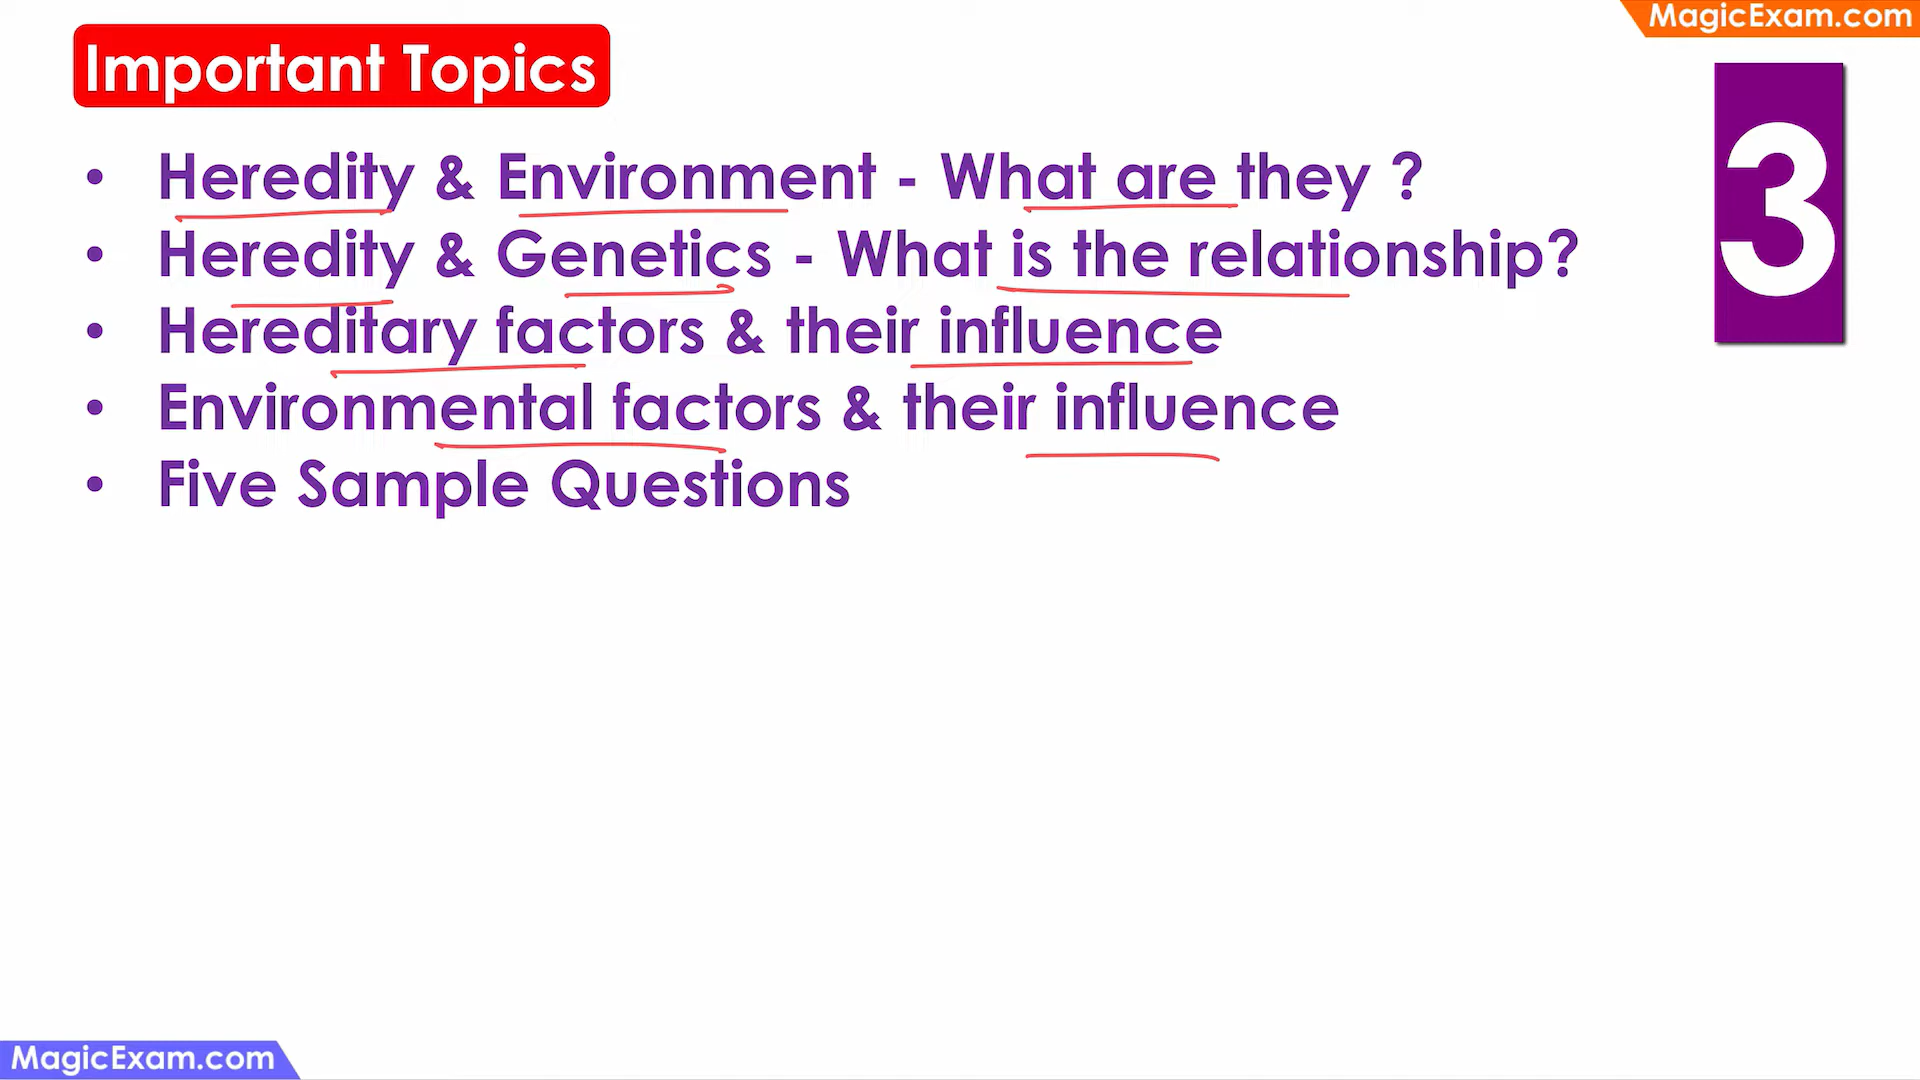 MagicExam.com
Important Topics
3
• Heredity & Environment - What are they ?
• Heredity & Genetics - What is the relationship?
• Hereditary factors & their influence
• Environmental factors & their influence
• Five Sample Questions
MagicExam.com